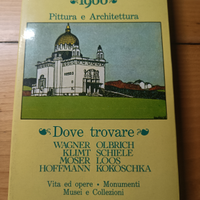 1900
Pittura e Architettura
Dove trovare
WAGNER OLBRICH
KLIMT SCHIELE
MOSER LOOS
HOFFMANN KOKOSCHKA
Vita ed opere • Monumenti
Musei e Collezioni